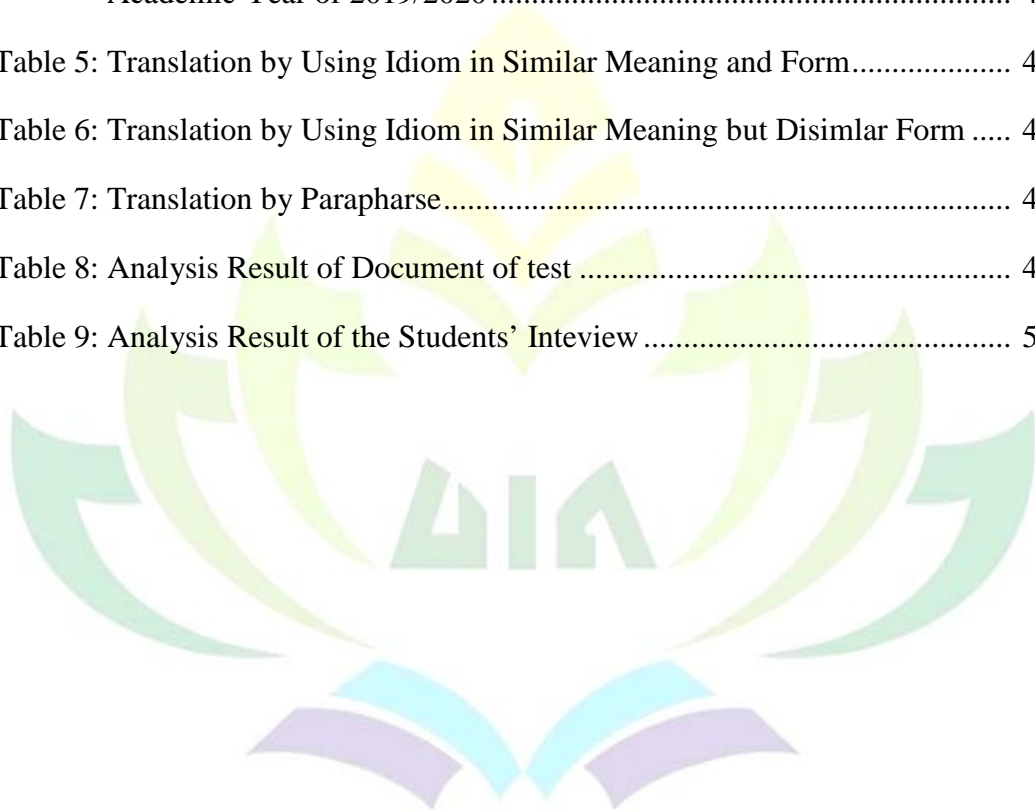 Academic Year of 2019/2020
Table 5: Translation by Using Idiom in Similar Meaning and Form.................... 4
Table 6: Translation by Using Idiom in Similar Meaning but Disimlar Form ..... 4
Table 7: Translation by Parapharse....................................................................... 4
Table 8: Analysis Result of Document of test ...................................................... 4
Table 9: Analysis Result of the Students’ Inteview .............................................. 5
UIN